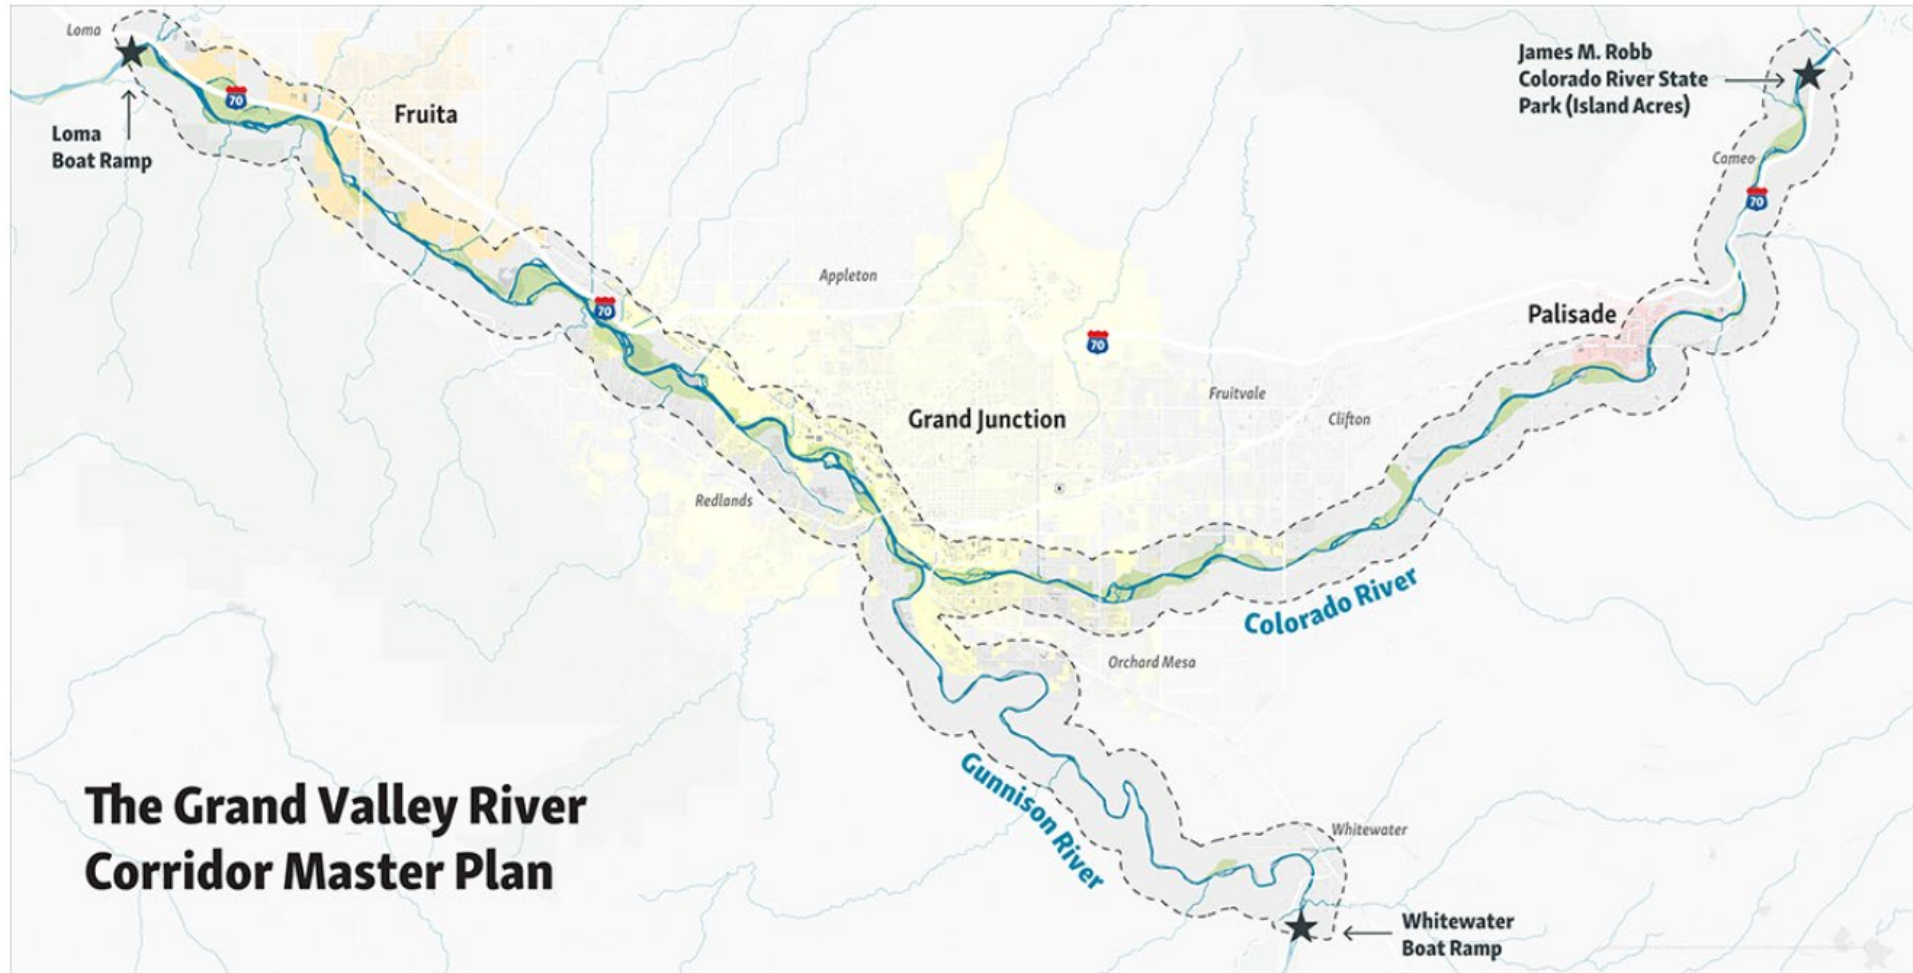 Loma
Loma
Boat Ramp
70
Fruita
James M. Robb
Colorado River State
Park (Island Acres)
Cameo
70
Appleton
70
70
Palisade
Grand Junction
Fruitvale
Clifton
Redlands
Colorado River
Orchard Mesa
Gunnison River
Whitewater
Whitewater
Boat Ramp
The Grand Valley River
Corridor Master Plan